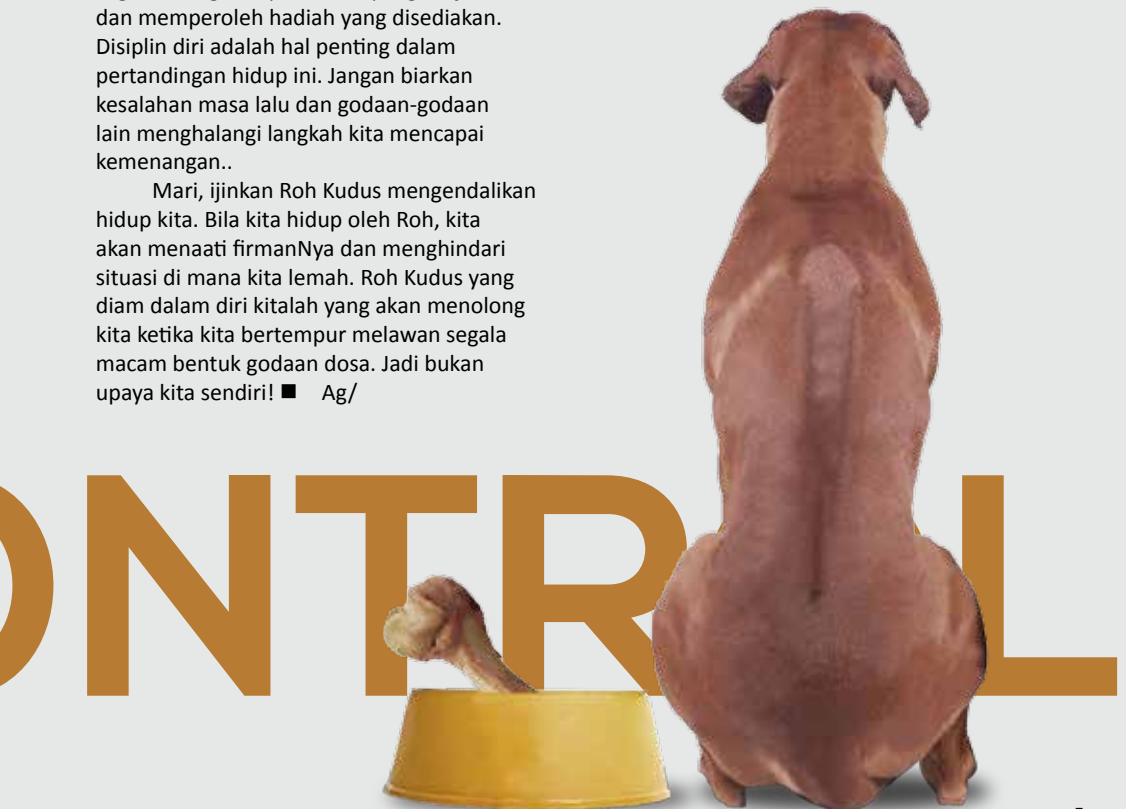 dan memperoleh hadiah yang disediakan.
Disiplin diri adalah hal penting dalam
pertandingan hidup ini. Jangan biarkan
kesalahan masa lalu dan godaan-godaan
lain menghalangi langkah kita mencapai
kemenangan..
Mari, ijinkan Roh Kudus mengendalikan
hidup kita. Bila kita hidup oleh Roh, kita
akan menaati firmanNya dan menghindari
situasi di mana kita lemah. Roh Kudus yang
diam dalam diri kitalah yang akan menolong
kita ketika kita bertempur melawan segala
macam bentuk godaan dosa. Jadi bukan
upaya kita sendiri! ■ Ag/
ONTR L